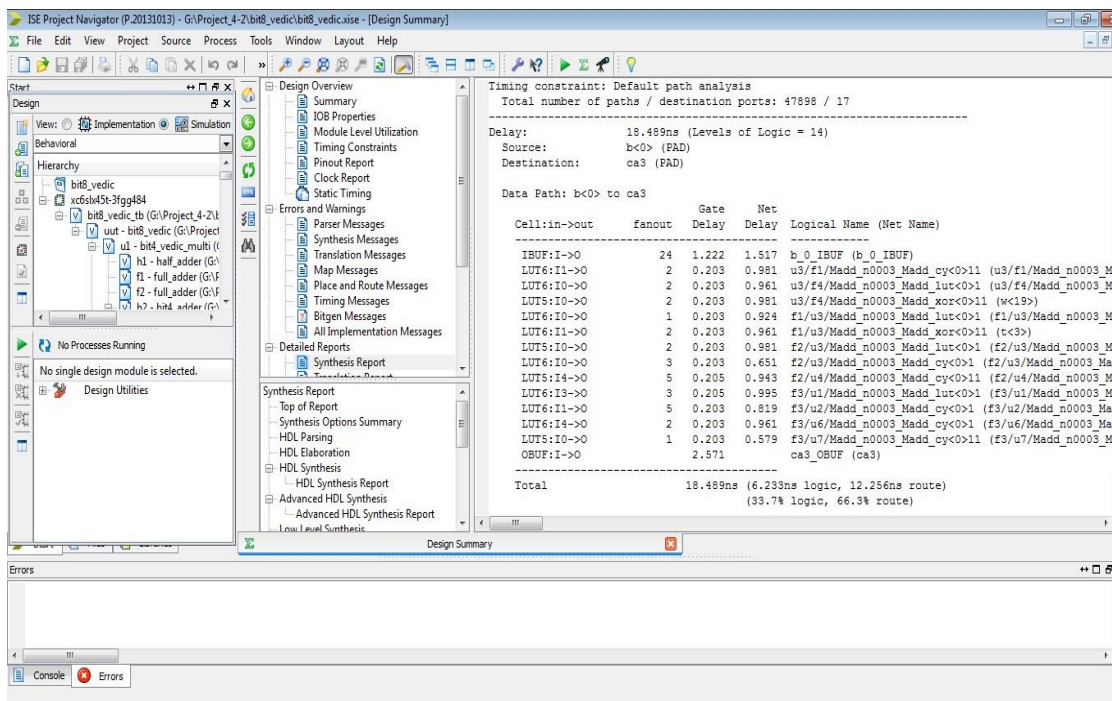 ISE Project Navigator (P.20131013) - G:\Project_4-2\bit8_vedic\bit8_vedic.xise - [Design Summary]
File Edit View Project Source Process Tools Window Layout Help
Start
Design
View: Implementation Simulation
Behavioral
Hierarchy
bit8_vedic
xc6slx45t-3fgg484
bit8_vedic_tb (G:\Project_4-2\b
uut - bit8_vedic (G:\Project
u1 - bit4_vedic_multi (
h1 - half_adder (G:\
f1 - full_adder (G:\F
f2 - full_adder (G:\F
No Processes Running
No single design module is selected.
Design Utilities
Design Overview
Summary
IOB Properties
Module Level Utilization
Timing Constraints
Pinout Report
Clock Report
Static Timing
Errors and Warnings
Parser Messages
Synthesis Messages
Translation Messages
Map Messages
Place and Route Messages
Timing Messages
Bitgen Messages
All Implementation Messages
Detailed Reports
Synthesis Report
Synthesis Report
Top of Report
Synthesis Options Summary
HDL Parsing
HDL Elaboration
HDL Synthesis
HDL Synthesis Report
Advanced HDL Synthesis
Advanced HDL Synthesis Report
Low Level Synthesis
Timing constraint: Default path analysis
Total number of paths / destination ports: 47898 / 17
Delay: 18.489ns (Levels of Logic = 14)
Source: b<0> (PAD)
Destination: ca3 (PAD)
Data Path: b<0> to ca3
Gate Net
Cell:in->out fanout Delay Delay Logical Name (Net Name)
IBUF:I->O 24 1.222 1.517 b_0_IBUF (b_0_IBUF)
LUT6:I1->O 2 0.203 0.981 u3/f1/Madd_n0003_Madd_cy<0>11 (u3/f1/Madd_n0003_M
LUT6:I0->O 2 0.203 0.961 u3/f4/Madd_n0003_Madd_lut<0>1 (u3/f4/Madd_n0003_M
LUT5:I0->O 2 0.203 0.981 u3/f4/Madd_n0003_Madd_xor<0>11 (w<19>)
LUT6:I0->O 1 0.203 0.924 f1/u3/Madd_n0003_Madd_lut<0>1 (f1/u3/Madd_n0003_M
LUT6:I1->O 2 0.203 0.961 f1/u3/Madd_n0003_Madd_xor<0>11 (t<3>)
LUT5:I0->O 2 0.203 0.981 f2/u3/Madd_n0003_Madd_lut<0>1 (f2/u3/Madd_n0003_M
LUT6:I0->O 3 0.203 0.651 f2/u3/Madd_n0003_Madd_cy<0>1 (f2/u3/Madd_n0003_Ma
LUT5:I4->O 5 0.205 0.943 f2/u4/Madd_n0003_Madd_cy<0>11 (f2/u4/Madd_n0003_M
LUT6:I3->O 3 0.205 0.995 f3/u1/Madd_n0003_Madd_lut<0>1 (f3/u1/Madd_n0003_M
LUT6:I1->O 5 0.203 0.819 f3/u2/Madd_n0003_Madd_cy<0>1 (f3/u2/Madd_n0003_Ma
LUT6:I4->O 2 0.203 0.961 f3/u6/Madd_n0003_Madd_cy<0>1 (f3/u6/Madd_n0003_Ma
LUT5:I0->O 1 0.203 0.579 f3/u7/Madd_n0003_Madd_cy<0>11 (f3/u7/Madd_n0003_M
OBUF:I->O 2.571 ca3_OBUF (ca3)
Total 18.489ns (6.233ns logic, 12.256ns route)
(33.7% logic, 66.3% route)
Design Summary
Errors
Console Errors